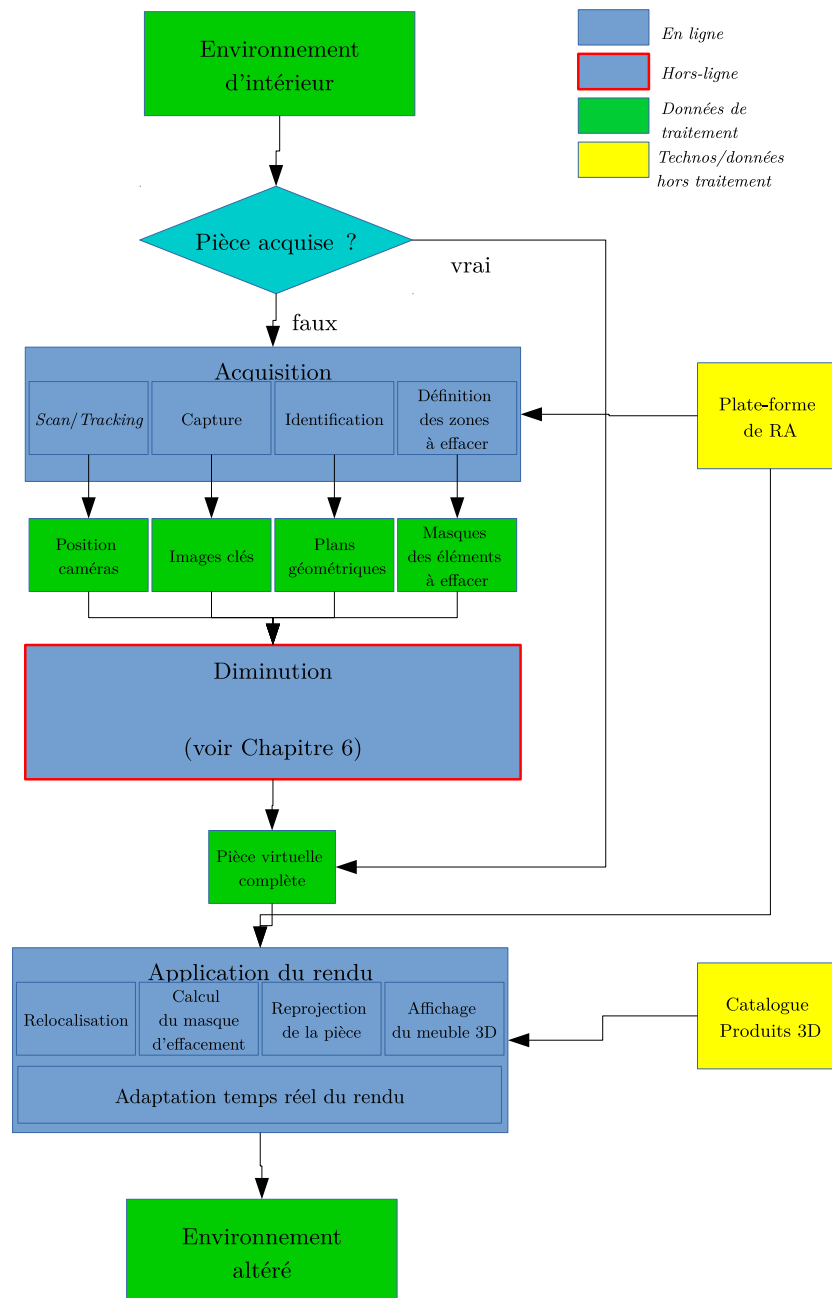 Environnement
d'intérieur
En ligne
Hors-ligne
Données de
traitement
Technos/données
hors traitement
Pièce acquise ?
vrai
faux
Acquisition
Scan/Tracking
Capture
Identification
Définition
des zones
à effacer
Plate-forme
de RA
Position
caméras
Images clés
Plans
géométriques
Masques
des éléments
à effacer
Diminution
(voir Chapitre 6)
Pièce virtuelle
complète
Application du rendu
Relocalisation
Calcul
du masque
d'effacement
Reprojection
de la pièce
Affichage
du meuble 3D
Catalogue
Produits 3D
Adaptation temps réel du rendu
Environnement
altéré